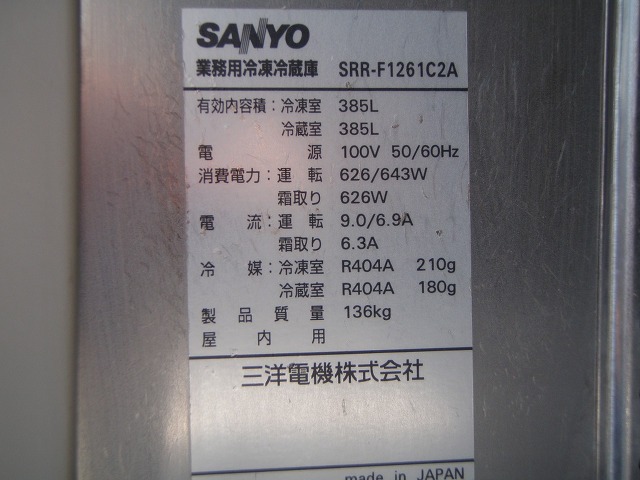 SANYO
業務用冷凍冷蔵庫 SRR-F1261C2A
有効内容積：冷凍室 385L
冷蔵室 385L
電源 100V 50/60Hz
消費電力：運転 626/643W
霜取り 626W
電流：運転 9.0/6.9A
霜取り 6.3A
冷媒：冷凍室 R404A 210g
冷蔵室 R404A 180g
製品質量 136kg
屋内用
三洋電機株式会社
made in JAPAN